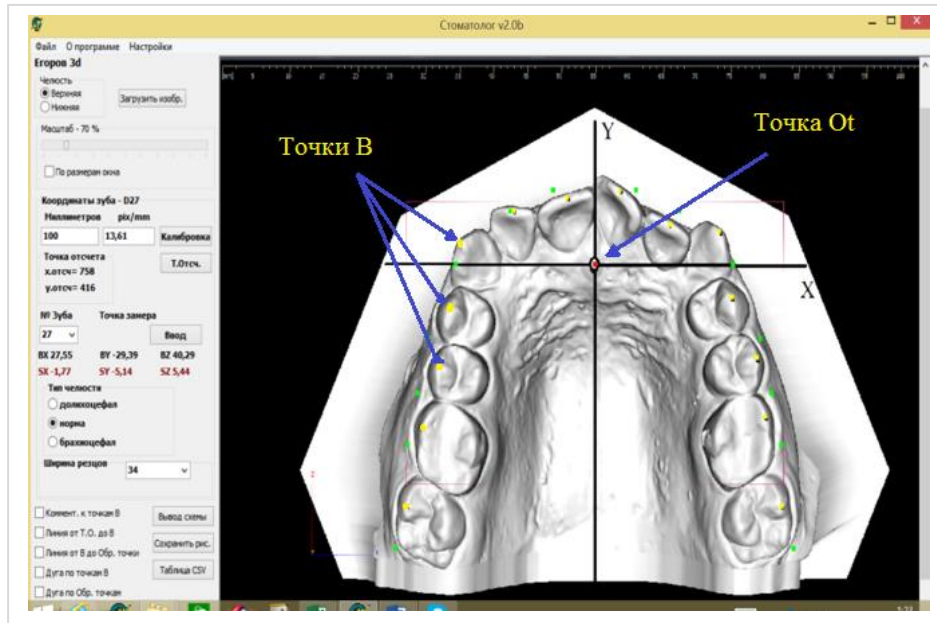 Стоматолог v2.0b
Файл О программе Настройки
Егоров 3d
Челюсть
Верхняя
Нижняя
Загрузить изобр.
Масштаб - 70 %
По размерам окна
Координаты зуба - D27
Миллиметров pix/mm
100 13,61 Калибровка
Точка отсчета
x.отсч= 758
y.отсч= 416
Т.Отсч.
№ Зуба Точка замера
27 Ввод
BX 27,55 BY -29,39 BZ 40,29
SX -1,77 SY -5,14 SZ 5,44
Тип челюсти
долихоцефал
норма
брахиоцефал
Ширина резцов 34
Коммент. к точкам B Вывод схемы
Линия от Т.О. до B
Сохранить рис.
Линия от B до Обр. точки
Дуга по точкам B Таблица CSV
Дуга по Обр. точкам
Точки B
Точка Ot
Y
X
1:23